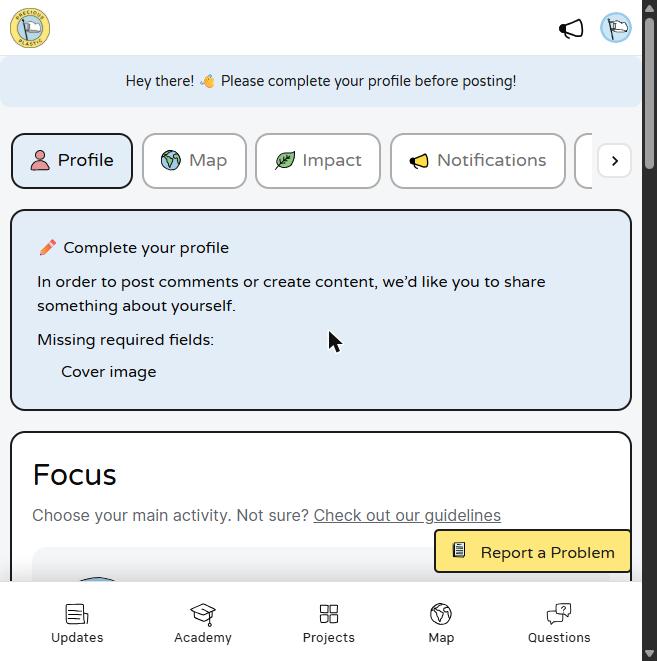 PRECIOUS
PLASTIC
Hey there! 👋 Please complete your profile before posting!
Profile
Map
Impact
Notifications
Complete your profile
In order to post comments or create content, we'd like you to share
something about yourself.
Missing required fields:
Cover image
Focus
Choose your main activity. Not sure? Check out our guidelines
Report a Problem
Updates
Academy
Projects
Map
Questions